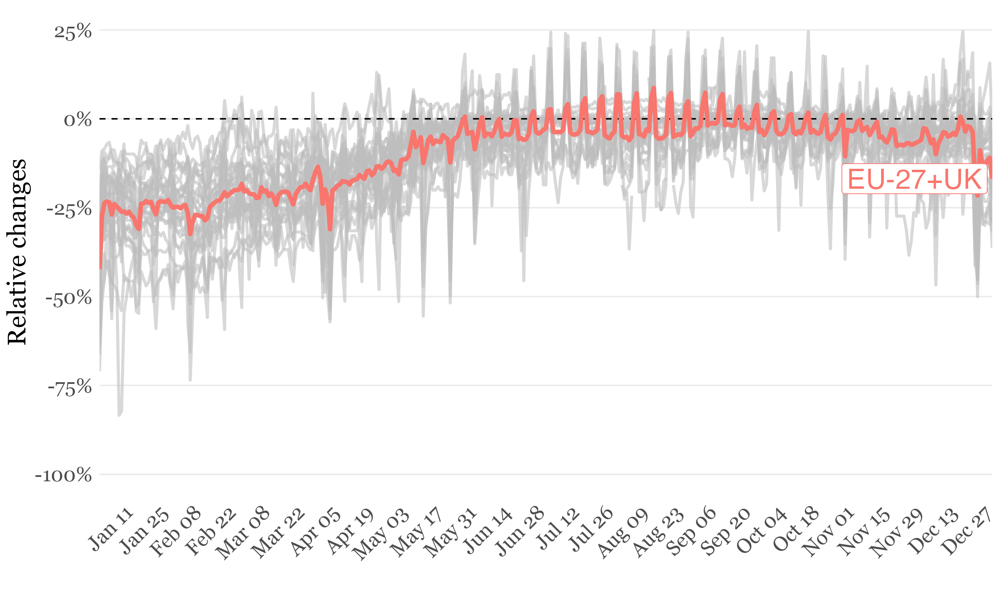 Relative changes
25%
0%
-25%
-50%
-75%
-100%
EU-27+UK
Jan 11
Jan 25
Feb 08
Feb 22
Mar 08
Mar 22
Apr 05
Apr 19
May 03
May 17
May 31
Jun 14
Jun 28
Jul 12
Jul 26
Aug 09
Aug 23
Sep 06
Sep 20
Oct 04
Oct 18
Nov 01
Nov 15
Nov 29
Dec 13
Dec 27